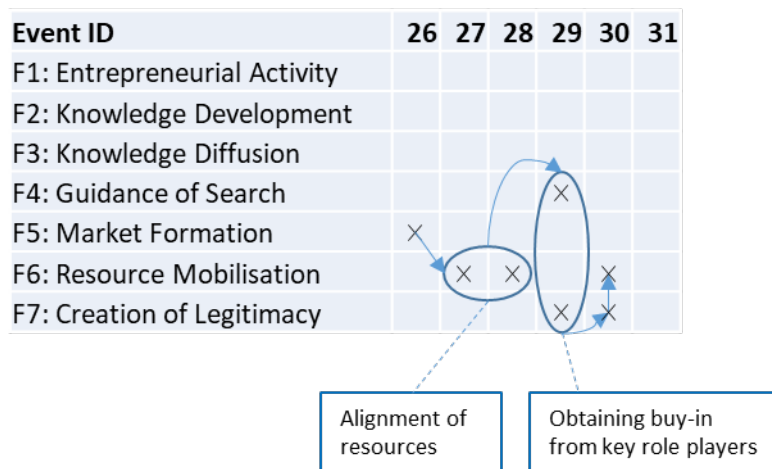 Event ID 26 27 28 29 30 31
F1: Entrepreneurial Activity
F2: Knowledge Development
F3: Knowledge Diffusion
F4: Guidance of Search X
F5: Market Formation X
F6: Resource Mobilisation X X X
F7: Creation of Legitimacy X X
Alignment of
resources
Obtaining buy-in
from key role players